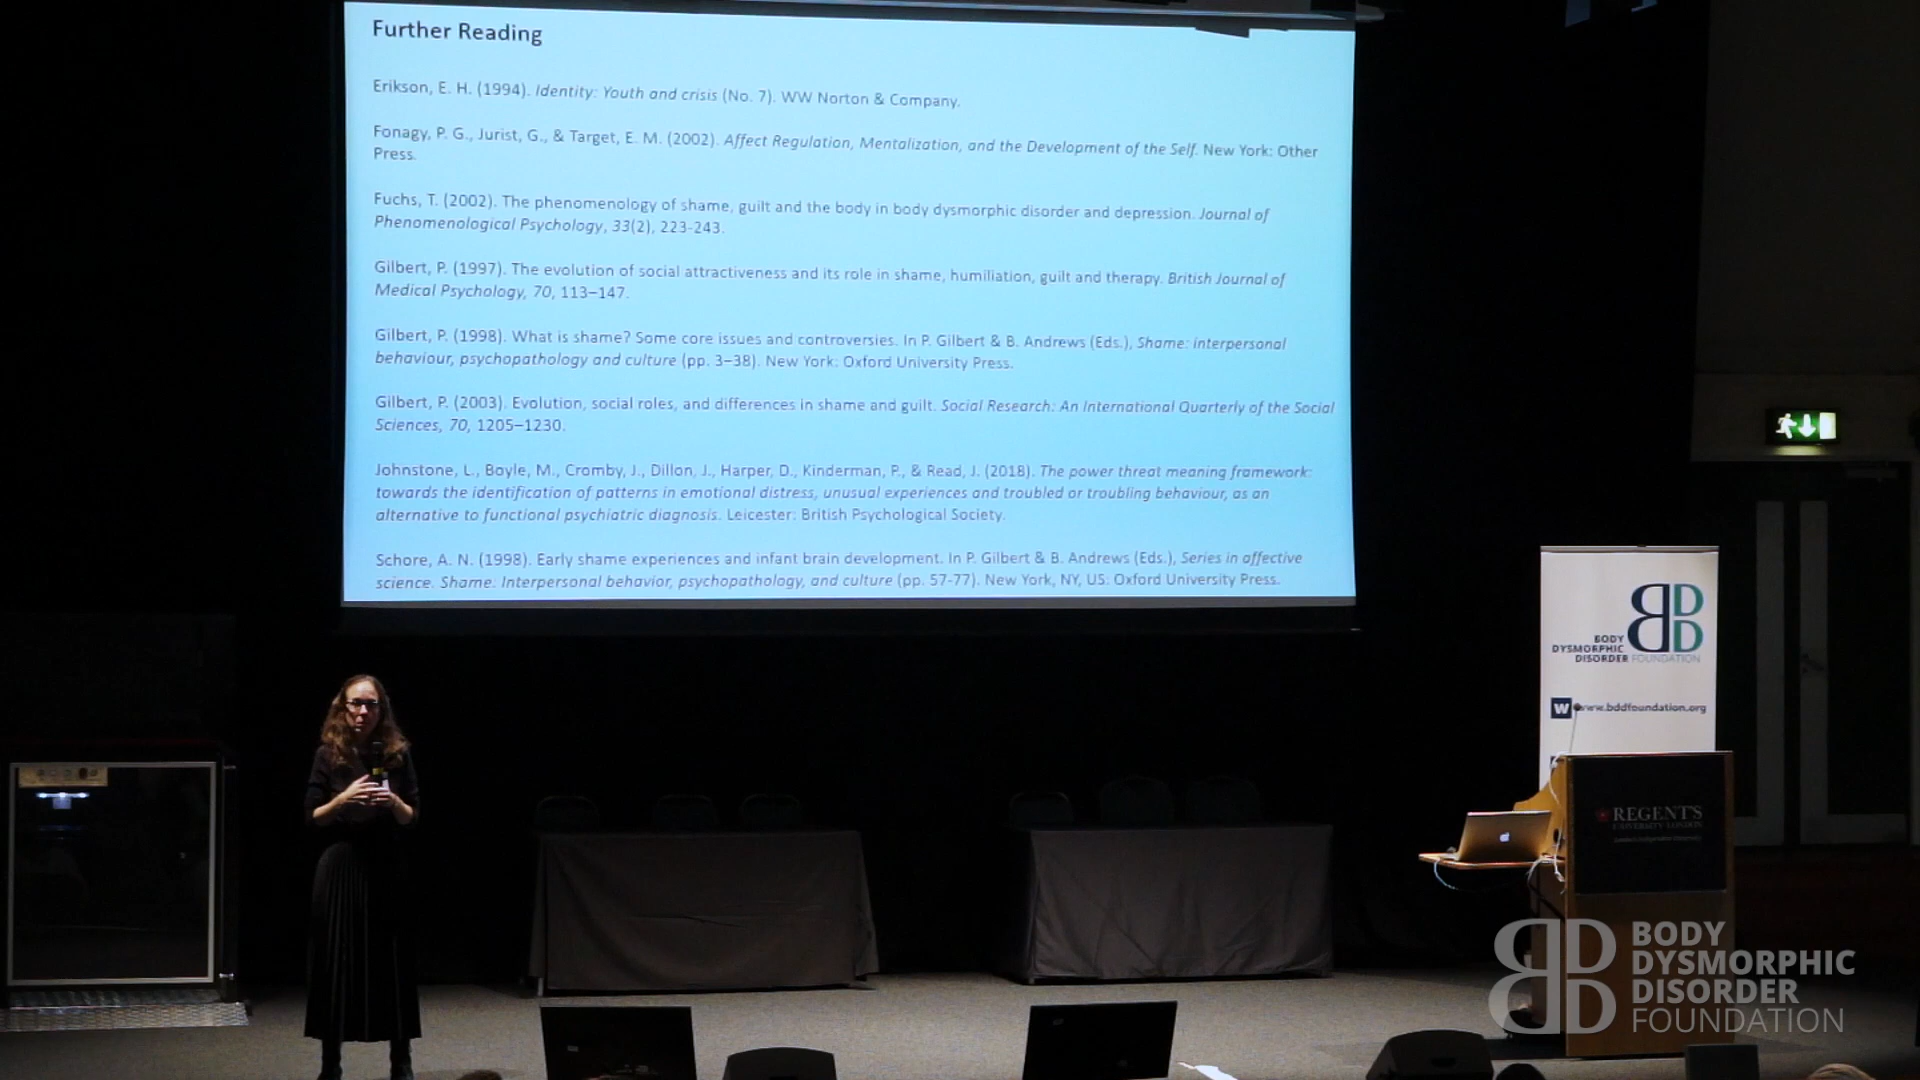 Further Reading
Erikson, E. H. (1994). Identity: Youth and crisis (No. 7). WW Norton & Company.
Fonagy, P. G., Jurist, G., & Target, E. M. (2002). Affect Regulation, Mentalization, and the Development of the Self. New York: Other
Press.
Fuchs, T. (2002). The phenomenology of shame, guilt and the body in body dysmorphic disorder and depression. Journal of
Phenomenological Psychology, 33(2), 223-243.
Gilbert, P. (1997). The evolution of social attractiveness and its role in shame, humiliation, guilt and therapy. British Journal of
Medical Psychology, 70, 113–147.
Gilbert, P. (1998). What is shame? Some core issues and controversies. In P. Gilbert & B. Andrews (Eds.), Shame: interpersonal
behaviour, psychopathology and culture (pp. 3–38). New York: Oxford University Press.
Gilbert, P. (2003). Evolution, social roles, and differences in shame and guilt. Social Research: An International Quarterly of the Social
Sciences, 70, 1205–1230.
Johnstone, L., Boyle, M., Cromby, J., Dillon, J., Harper, D., Kinderman, P., & Read, J. (2018). The power threat meaning framework:
towards the identification of patterns in emotional distress, unusual experiences and troubled or troubling behaviour, as an
alternative to functional psychiatric diagnosis. Leicester: British Psychological Society.
Schore, A. N. (1998). Early shame experiences and infant brain development. In P. Gilbert & B. Andrews (Eds.), Series in affective
science. Shame: Interpersonal behavior, psychopathology, and culture (pp. 57-77). New York, NY, US: Oxford University Press.
BDD
BODY
DYSMORPHIC
DISORDER FOUNDATION
W www.bddfoundation.org
REGENT'S
UNIVERSITY LONDON
BDD
BODY
DYSMORPHIC
DISORDER
FOUNDATION